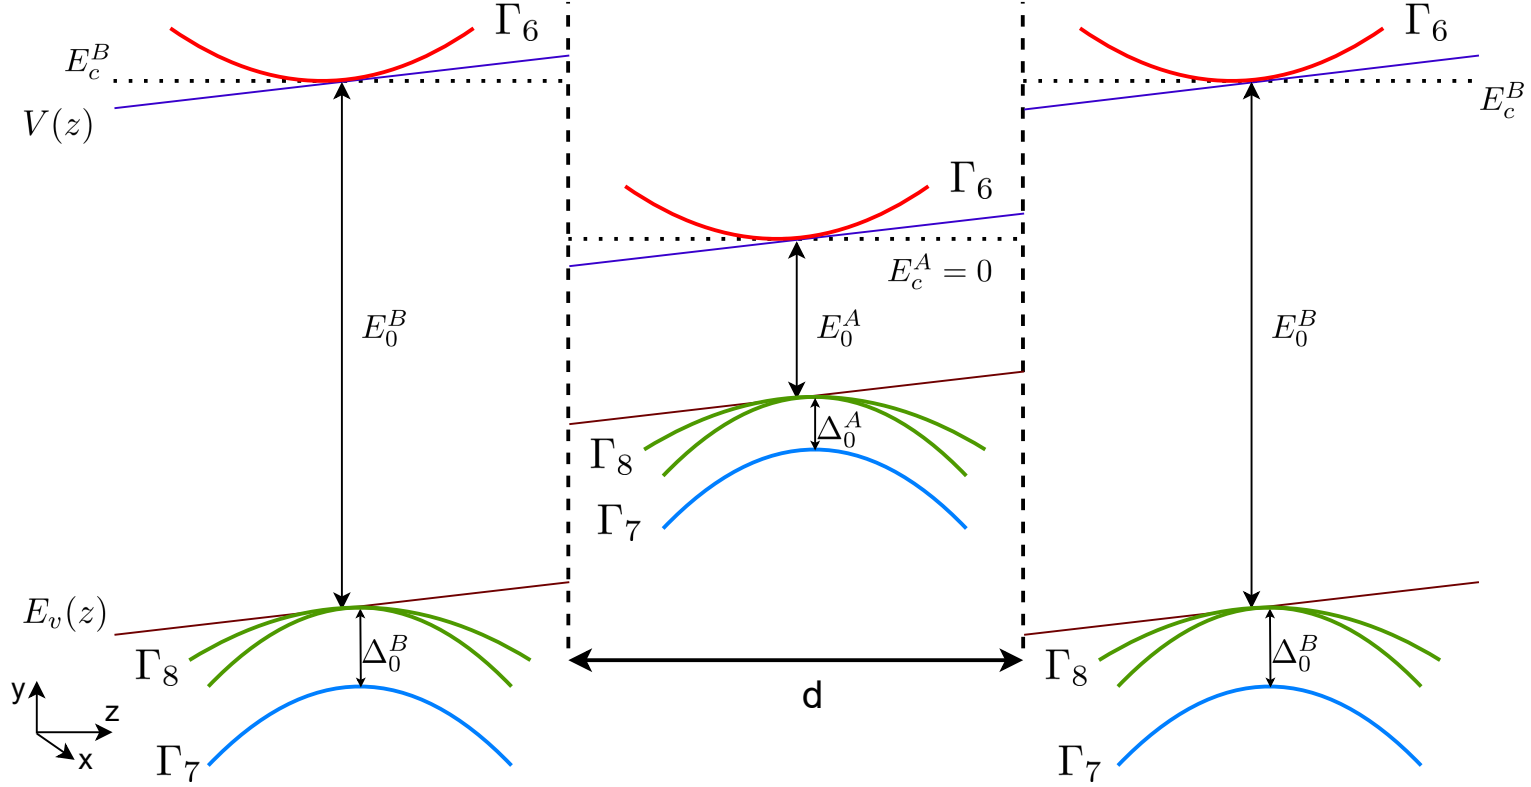 Γ₆
Γ₆
E_c^B
E_c^B
V(z)
Γ₆
E_c^A = 0
E_0^B
E_0^A
E_0^B
Δ_0^A
Γ₈
Γ₇
E_v(z)
Δ_0^B
Δ_0^B
Γ₈
Γ₈
d
y
z
x
Γ₇
Γ₇